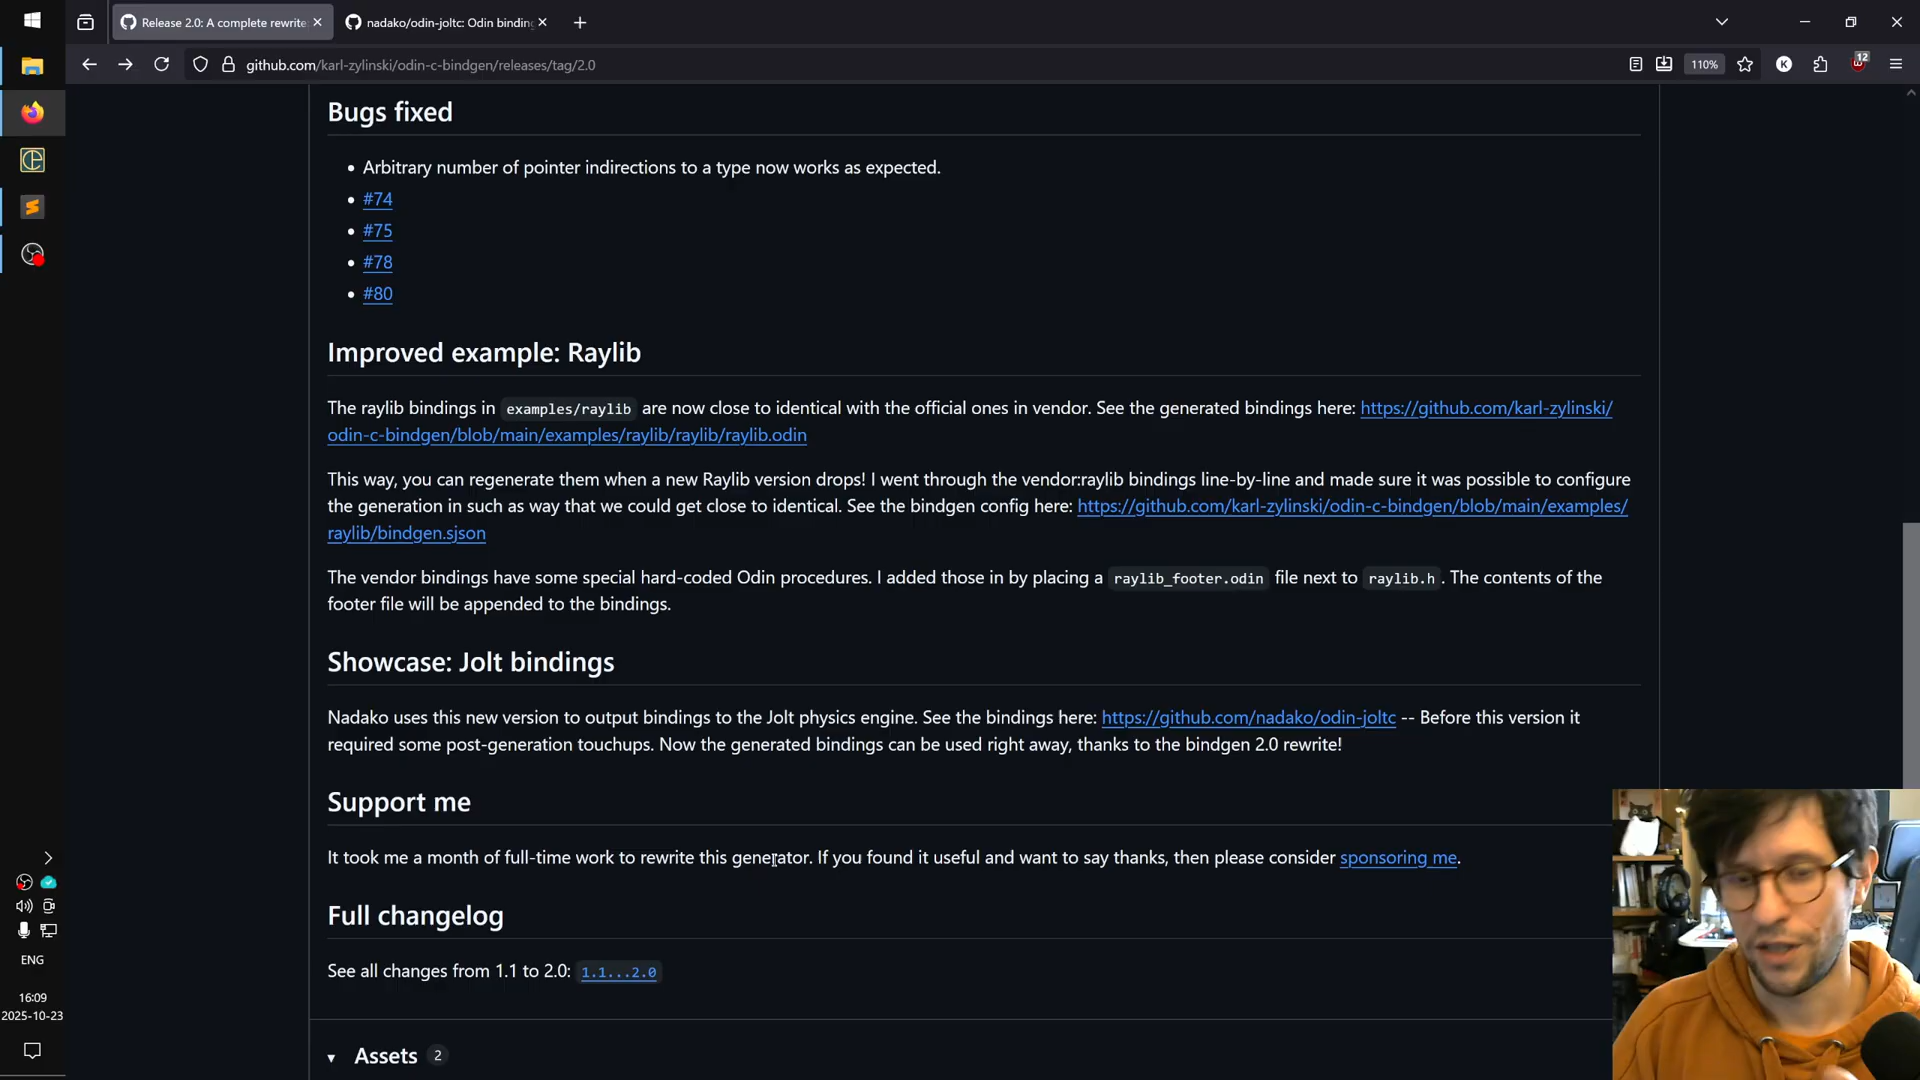 Release 2.0: A complete rewrite
nadako/odin-joltc: Odin bindin
github.com/karl-zylinski/odin-c-bindgen/releases/tag/2.0
110%
K
12
Bugs fixed
• Arbitrary number of pointer indirections to a type now works as expected.
• #74
• #75
• #78
• #80
Improved example: Raylib
The raylib bindings in examples/raylib are now close to identical with the official ones in vendor. See the generated bindings here: https://github.com/karl-zylinski/
odin-c-bindgen/blob/main/examples/raylib/raylib/raylib.odin
This way, you can regenerate them when a new Raylib version drops! I went through the vendor:raylib bindings line-by-line and made sure it was possible to configure
the generation in such as way that we could get close to identical. See the bindgen config here: https://github.com/karl-zylinski/odin-c-bindgen/blob/main/examples/
raylib/bindgen.sjson
The vendor bindings have some special hard-coded Odin procedures. I added those in by placing a raylib_footer.odin file next to raylib.h. The contents of the
footer file will be appended to the bindings.
Showcase: Jolt bindings
Nadako uses this new version to output bindings to the Jolt physics engine. See the bindings here: https://github.com/nadako/odin-joltc -- Before this version it
required some post-generation touchups. Now the generated bindings can be used right away, thanks to the bindgen 2.0 rewrite!
Support me
It took me a month of full-time work to rewrite this generator. If you found it useful and want to say thanks, then please consider sponsoring me.
Full changelog
See all changes from 1.1 to 2.0: 1.1...2.0
Assets 2
ENG
16:09
2025-10-23